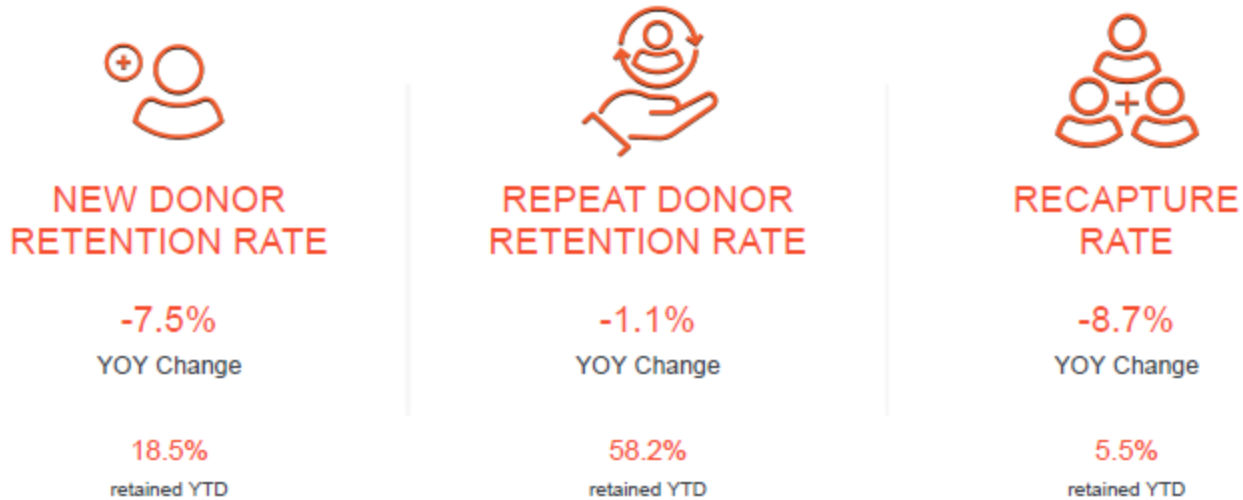 NEW DONOR
RETENTION RATE
-7.5%
YOY Change
18.5%
retained YTD
REPEAT DONOR
RETENTION RATE
-1.1%
YOY Change
58.2%
retained YTD
RECAPTURE
RATE
-8.7%
YOY Change
5.5%
retained YTD